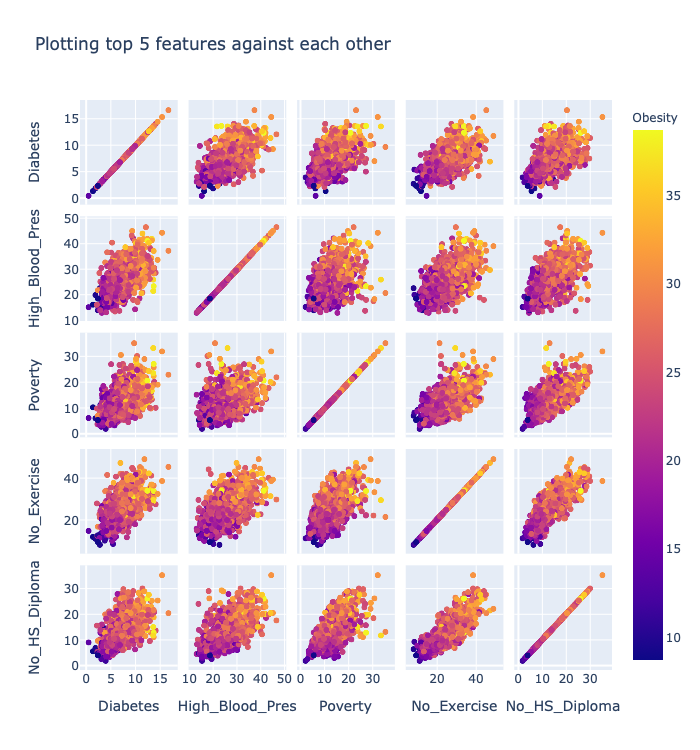 Plotting top 5 features against each other
Obesity
Diabetes
15
10
5
0
High_Blood_Pres
50
40
30
20
10
Poverty
30
20
10
0
No_Exercise
40
20
No_HS_Diploma
30
20
10
0
35
30
25
20
15
10
0 5 10 15
10 20 30 40 50
0 10 20 30
20 40
0 10 20 30
Diabetes High_Blood_Pres Poverty No_Exercise No_HS_Diploma